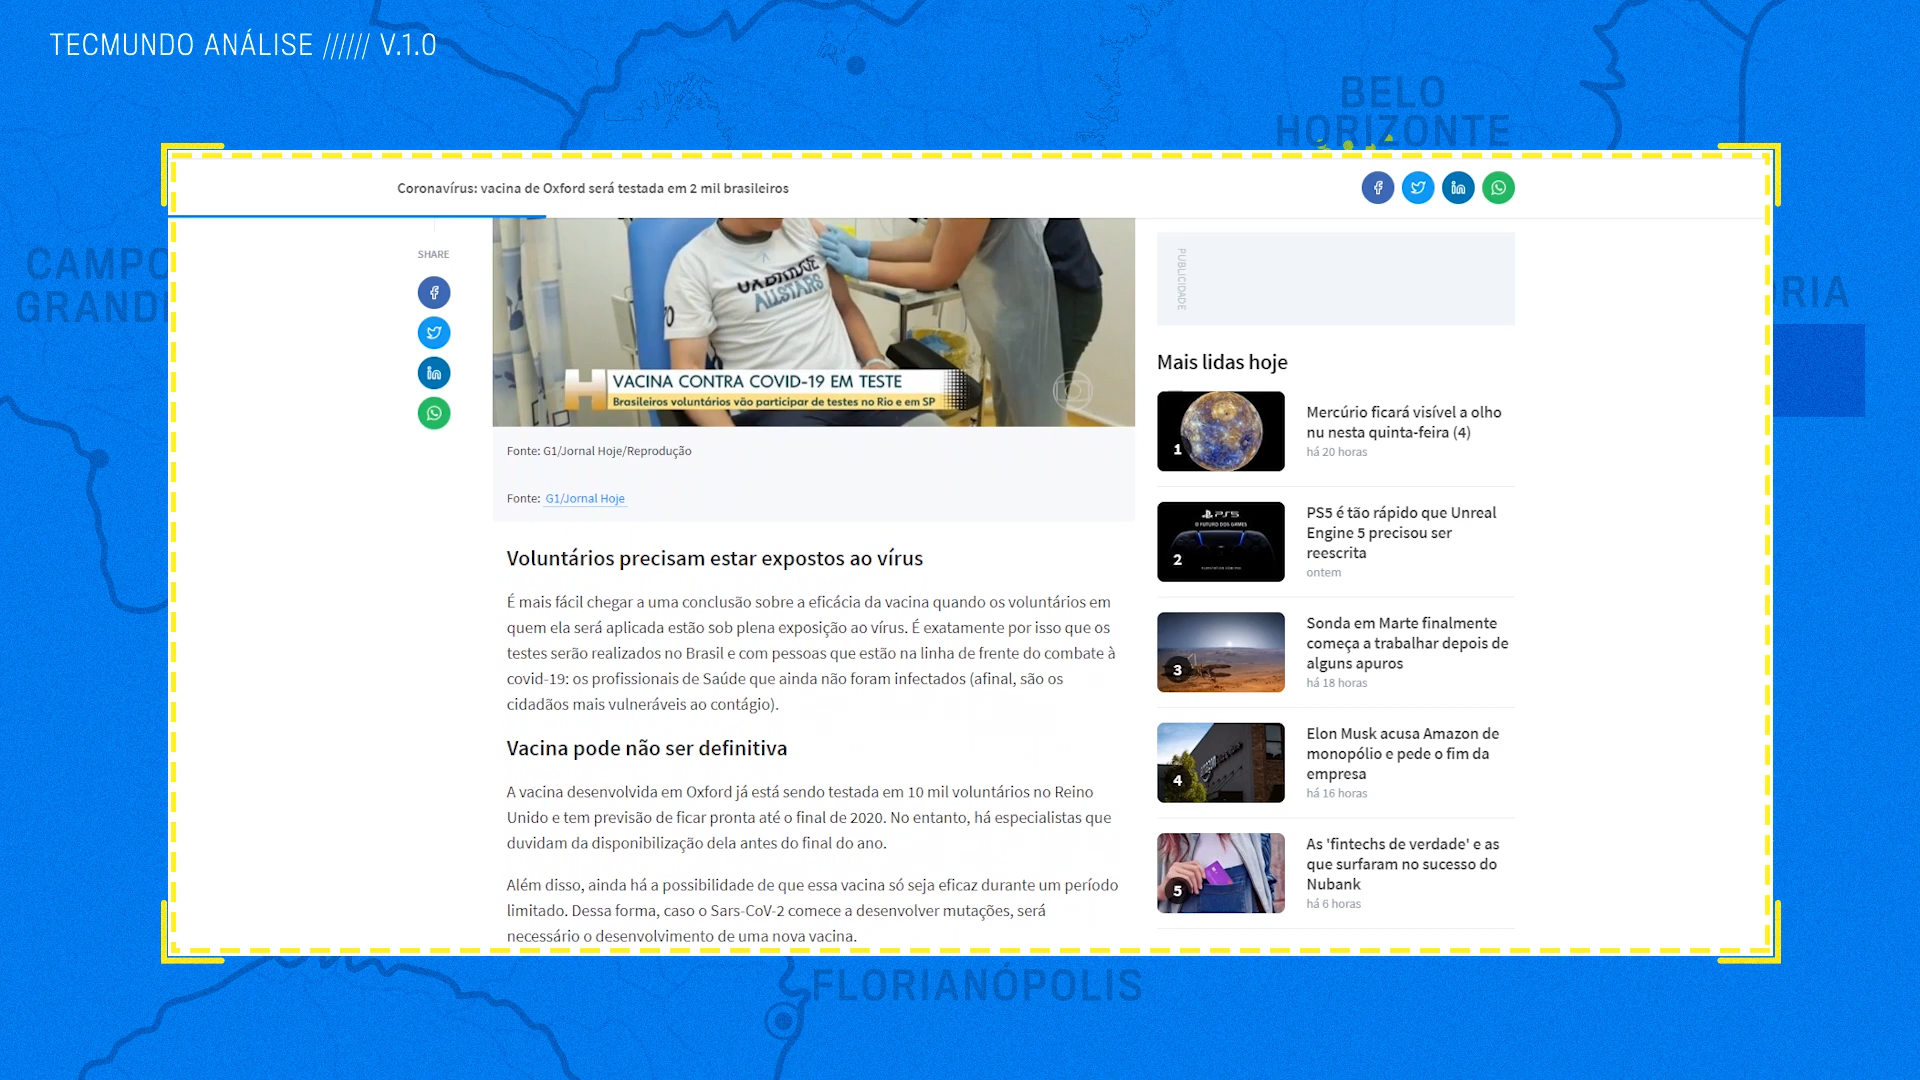 TECMUNDO ANÁLISE ////// V.1.0
BELO
HORIZONTE
CAMPO
GRAND
RIA
FLORIANÓPOLIS
Coronavírus: vacina de Oxford será testada em 2 mil brasileiros
SHARE
UXBRIDGE
ALLSTARS
VACINA CONTRA COVID-19 EM TESTE
Brasileiros voluntários vão participar de testes no Rio e em SP
Fonte: G1/Jornal Hoje/Reprodução
Fonte: G1/Jornal Hoje
Voluntários precisam estar expostos ao vírus
É mais fácil chegar a uma conclusão sobre a eficácia da vacina quando os voluntários em
quem ela será aplicada estão sob plena exposição ao vírus. É exatamente por isso que os
testes serão realizados no Brasil e com pessoas que estão na linha de frente do combate à
covid-19: os profissionais de Saúde que ainda não foram infectados (afinal, são os
cidadãos mais vulneráveis ao contágio).
Vacina pode não ser definitiva
A vacina desenvolvida em Oxford já está sendo testada em 10 mil voluntários no Reino
Unido e tem previsão de ficar pronta até o final de 2020. No entanto, há especialistas que
duvidam da disponibilização dela antes do final do ano.
Além disso, ainda há a possibilidade de que essa vacina só seja eficaz durante um período
limitado. Dessa forma, caso o Sars-CoV-2 comece a desenvolver mutações, será
necessário o desenvolvimento de uma nova vacina.
PUBLICIDADE
Mais lidas hoje
1
Mercúrio ficará visível a olho
nu nesta quinta-feira (4)
há 20 horas
PS5
O FUTURO DOS GAMES
2
PS5 é tão rápido que Unreal
Engine 5 precisou ser
reescrita
ontem
3
Sonda em Marte finalmente
começa a trabalhar depois de
alguns apuros
há 18 horas
4
Elon Musk acusa Amazon de
monopólio e pede o fim da
empresa
há 16 horas
5
As 'fintechs de verdade' e as
que surfaram no sucesso do
Nubank
há 6 horas